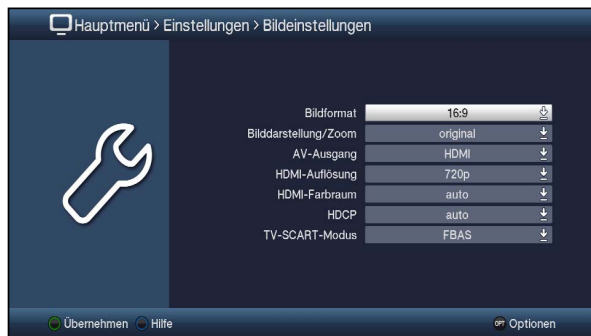 Hauptmenü > Einstellungen > Bildeinstellungen
Bildformat 16:9
Bilddarstellung/Zoom original
AV-Ausgang HDMI
HDMI-Auflösung 720p
HDMI-Farbraum auto
HDCP auto
TV-SCART-Modus FBAS
Übernehmen Hilfe OPT Optionen